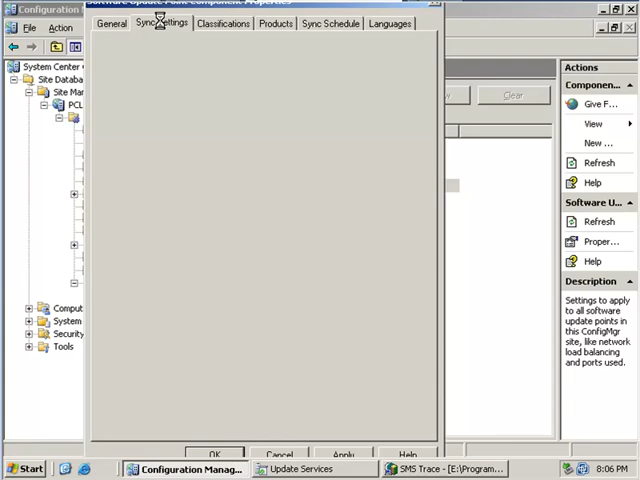 Configuration M
Software Update Point Component Properties
File
Action
General
Sync Settings
Classifications
Products
Sync Schedule
Languages
System Center
Site Databa
Site Mar
PCL
Comput
System
Security
Tools
Clear
OK
Cancel
Apply
Help
Actions
Componen...
Give F...
View
New ...
Refresh
Help
Software U...
Refresh
Proper...
Help
Description
Settings to apply
to all software
update points in
this ConfigMgr
site, like network
load balancing
and ports used.
Start
Configuration Manag...
Update Services
SMS Trace - [E:\Program...
8:06 PM